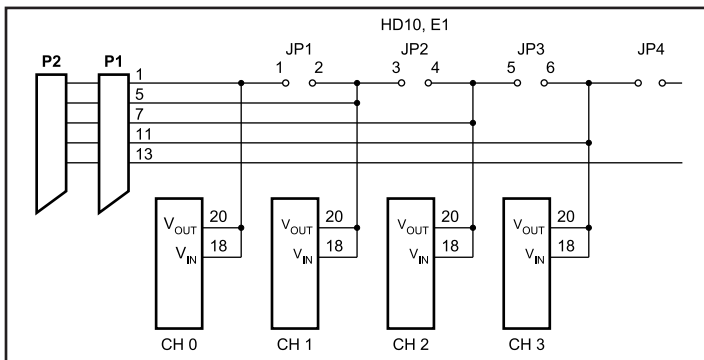 HD10, E1
P2 P1 JP1 JP2 JP3 JP4
1 1 2 3 4 5 6
5
7
11
13
VOUT 20 VOUT 20 VOUT 20 VOUT 20
VIN 18 VIN 18 VIN 18 VIN 18
CH 0 CH 1 CH 2 CH 3